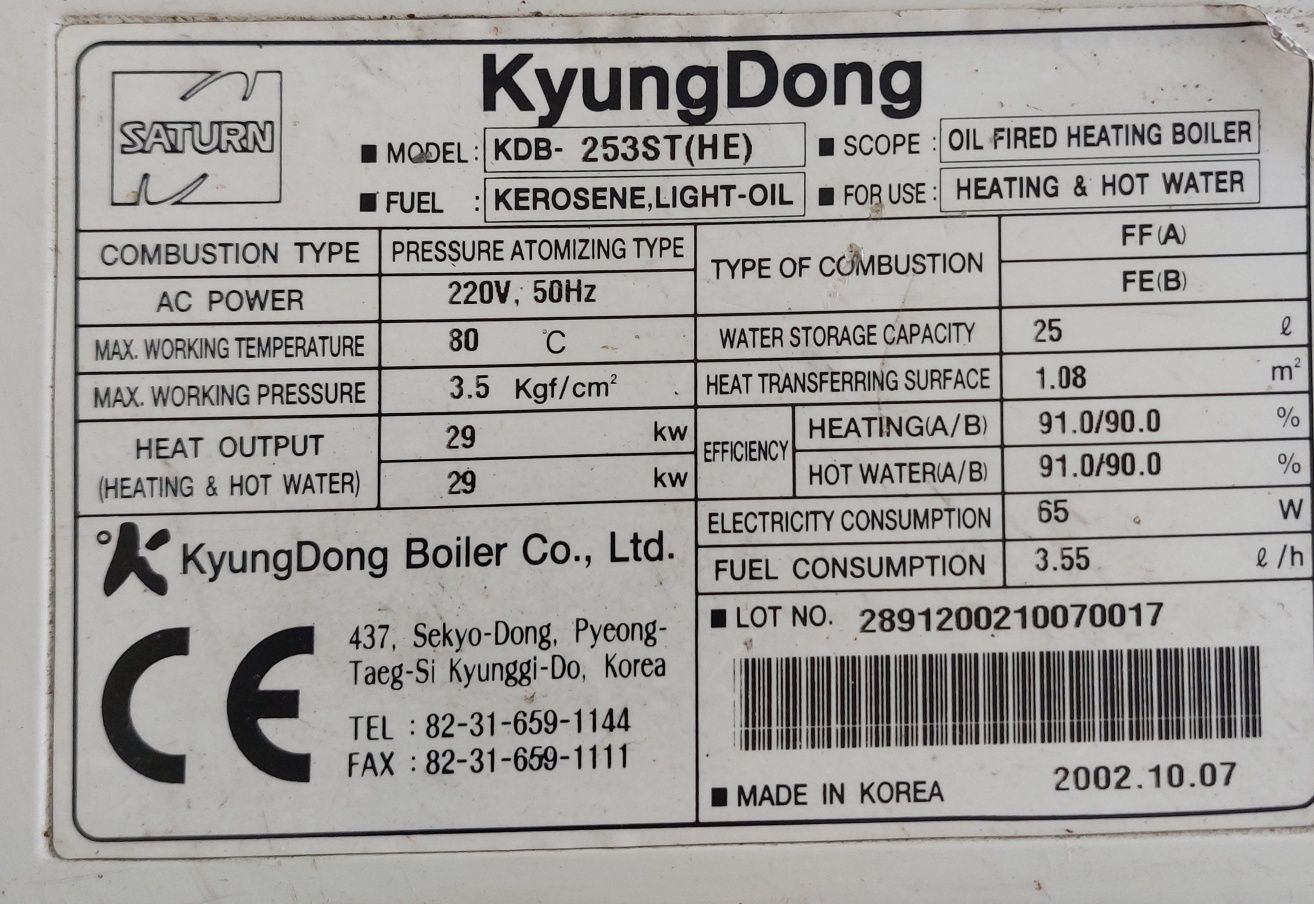 SATURN
KyungDong
■ MODEL : KDB- 253ST(HE) ■ SCOPE : OIL FIRED HEATING BOILER
■ FUEL : KEROSENE,LIGHT-OIL ■ FOR USE : HEATING & HOT WATER
COMBUSTION TYPE PRESSURE ATOMIZING TYPE
AC POWER 220V, 50Hz
MAX. WORKING TEMPERATURE 80 ℃
MAX. WORKING PRESSURE 3.5 Kgf/cm²
HEAT OUTPUT
(HEATING & HOT WATER)
29 kw
29 kw
TYPE OF COMBUSTION
FF(A)
FE(B)
WATER STORAGE CAPACITY 25 ℓ
HEAT TRANSFERRING SURFACE 1.08 m²
EFFICIENCY
HEATING(A/B) 91.0/90.0 %
HOT WATER(A/B) 91.0/90.0 %
ELECTRICITY CONSUMPTION 65 W
FUEL CONSUMPTION 3.55 ℓ/h
KyungDong Boiler Co., Ltd.
CE
437, Sekyo-Dong, Pyeong-
Taeg-Si Kyunggi-Do, Korea
TEL : 82-31-659-1144
FAX : 82-31-659-1111
■ LOT NO. 2891200210070017
■ MADE IN KOREA 2002.10.07